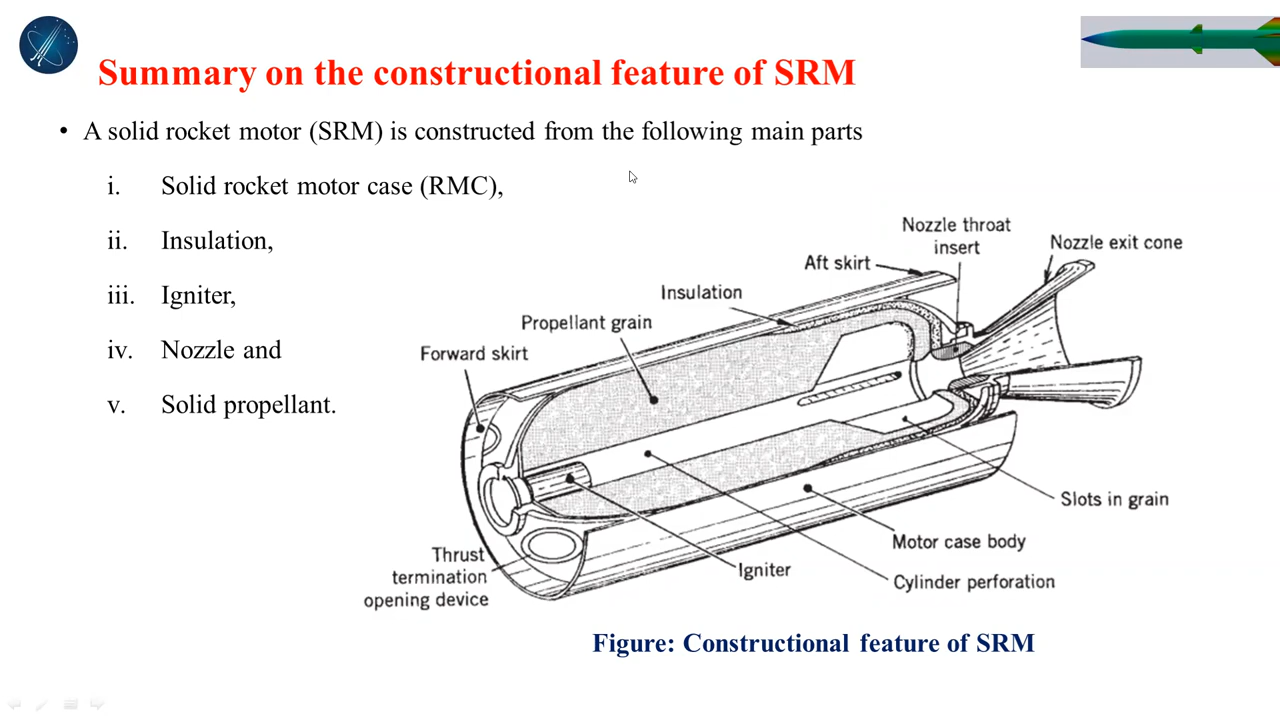 Summary on the constructional feature of SRM
• A solid rocket motor (SRM) is constructed from the following main parts
i. Solid rocket motor case (RMC),
ii. Insulation,
iii. Igniter,
iv. Nozzle and
v. Solid propellant.
Nozzle throat
insert
Nozzle exit cone
Aft skirt
Insulation
Propellant grain
Forward skirt
Slots in grain
Motor case body
Thrust
termination
opening device
Igniter
Cylinder perforation
Figure: Constructional feature of SRM